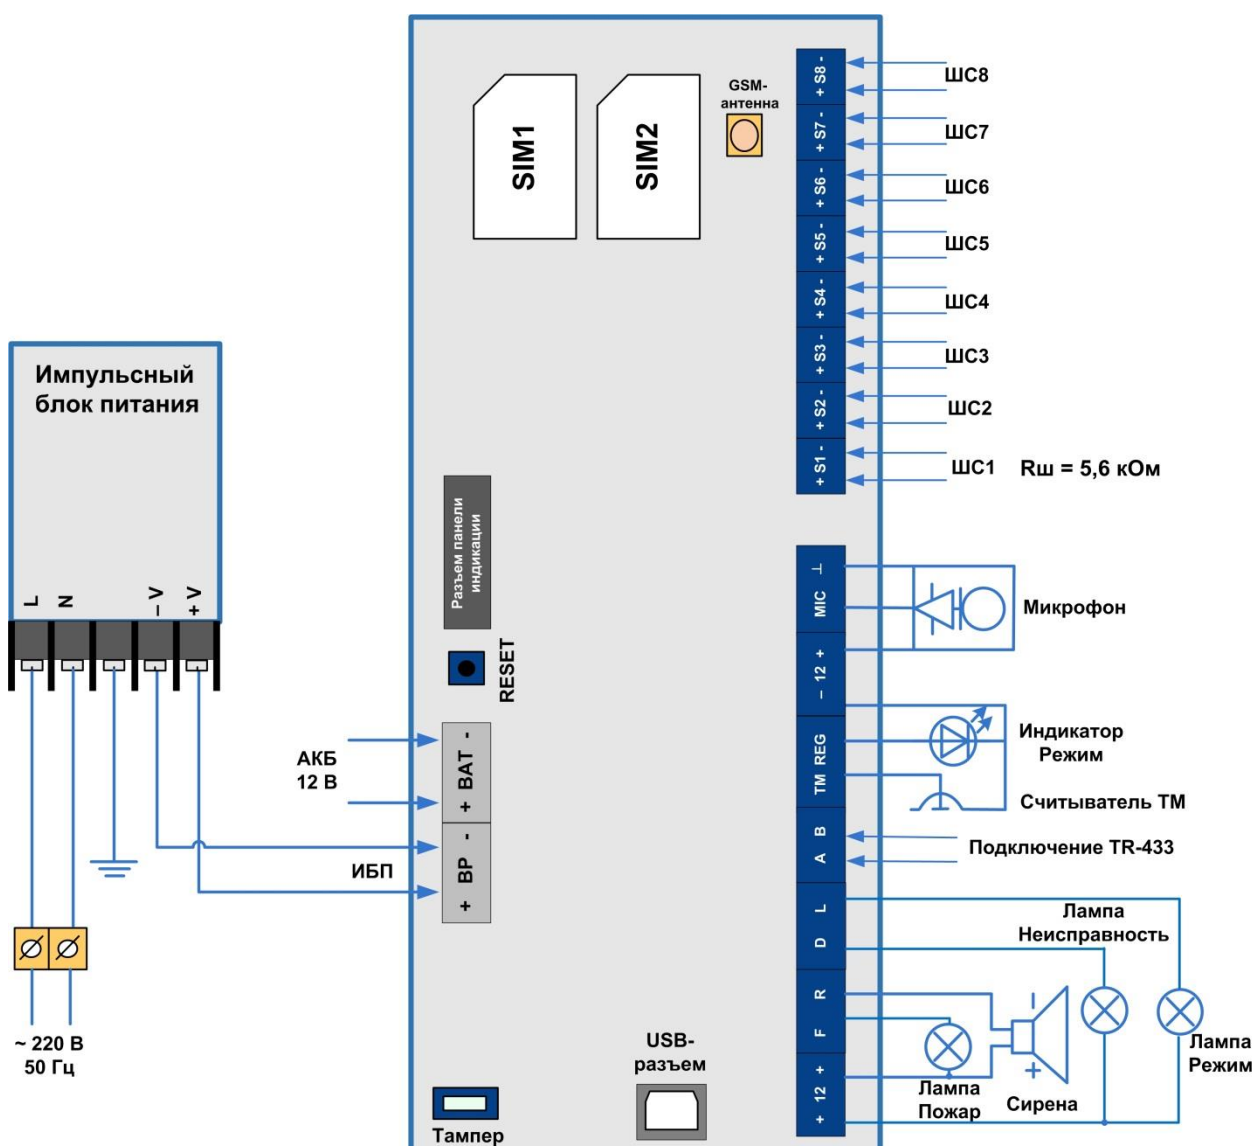 SIM1
SIM2
GSM-
антенна
+ S8 -
ШС8
+ S7 -
ШС7
+ S6 -
ШС6
+ S5 -
ШС5
+ S4 -
ШС4
+ S3 -
ШС3
+ S2 -
ШС2
+ S1 -
ШС1 Rш = 5,6 кОм
Импульсный
блок питания
L
N
– V
+ V
Разъем панели
индикации
RESET
АКБ
12 В
+ BAT -
ИБП
+ BP -
~ 220 В
50 Гц
MIC ⊥
Микрофон
– 12 +
TM REG
Индикатор
Режим
Считыватель ТМ
A B
Подключение TR-433
D L
Лампа
Неисправность
F R
+ 12 +
Лампа
Пожар
-
+
Сирена
Лампа
Режим
USB-
разъем
Тампер